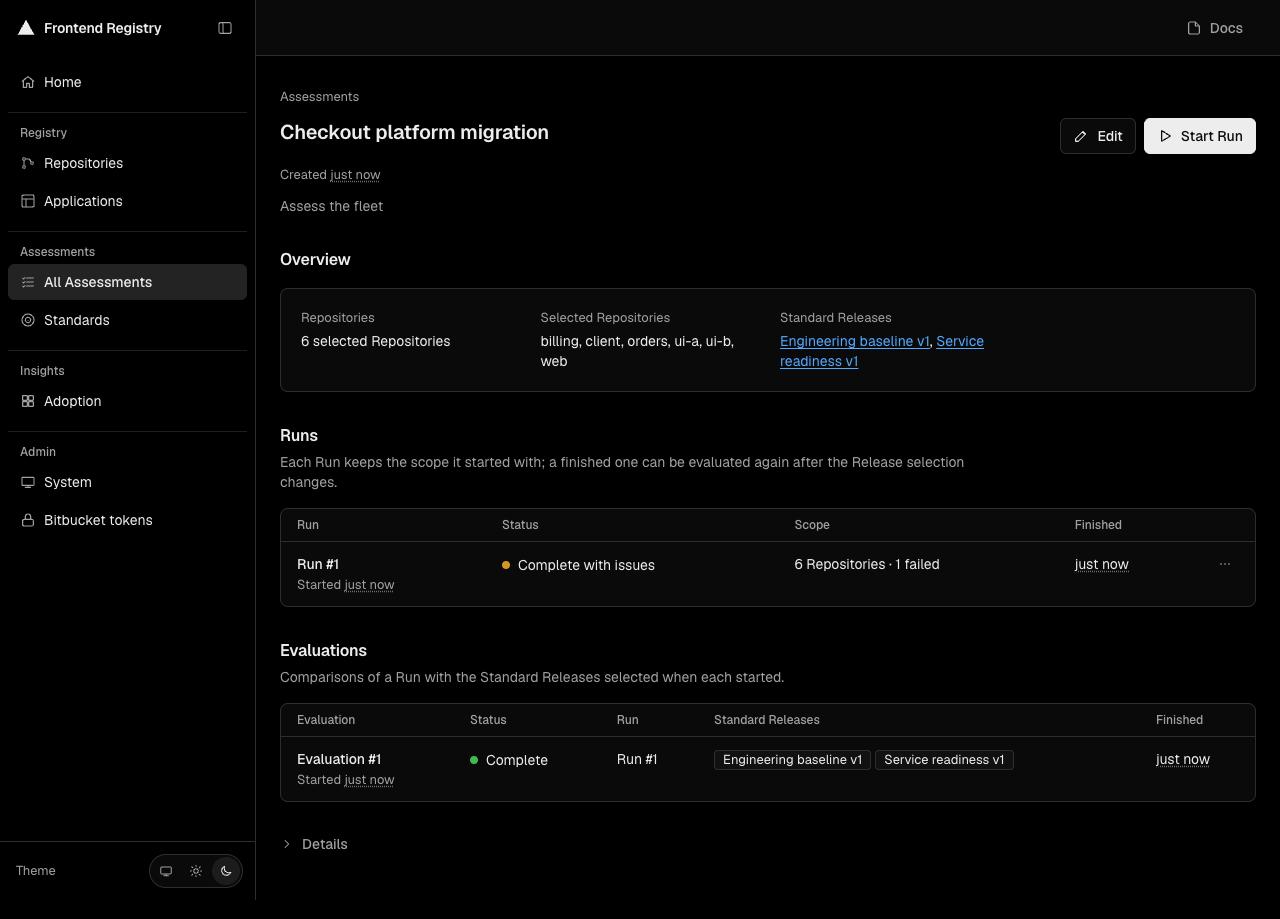 Frontend Registry
Docs
Home
Registry
Repositories
Applications
Assessments
All Assessments
Standards
Insights
Adoption
Admin
System
Bitbucket tokens
Theme
Assessments
Checkout platform migration
Edit
Start Run
Created just now
Assess the fleet
Overview
Repositories
6 selected Repositories
Selected Repositories
billing, client, orders, ui-a, ui-b,
web
Standard Releases
Engineering baseline v1, Service
readiness v1
Runs
Each Run keeps the scope it started with; a finished one can be evaluated again after the Release selection
changes.
Run Status Scope Finished
Run #1 Complete with issues 6 Repositories · 1 failed just now
Started just now
Evaluations
Comparisons of a Run with the Standard Releases selected when each started.
Evaluation Status Run Standard Releases Finished
Evaluation #1 Complete Run #1 Engineering baseline v1 Service readiness v1 just now
Started just now
Details